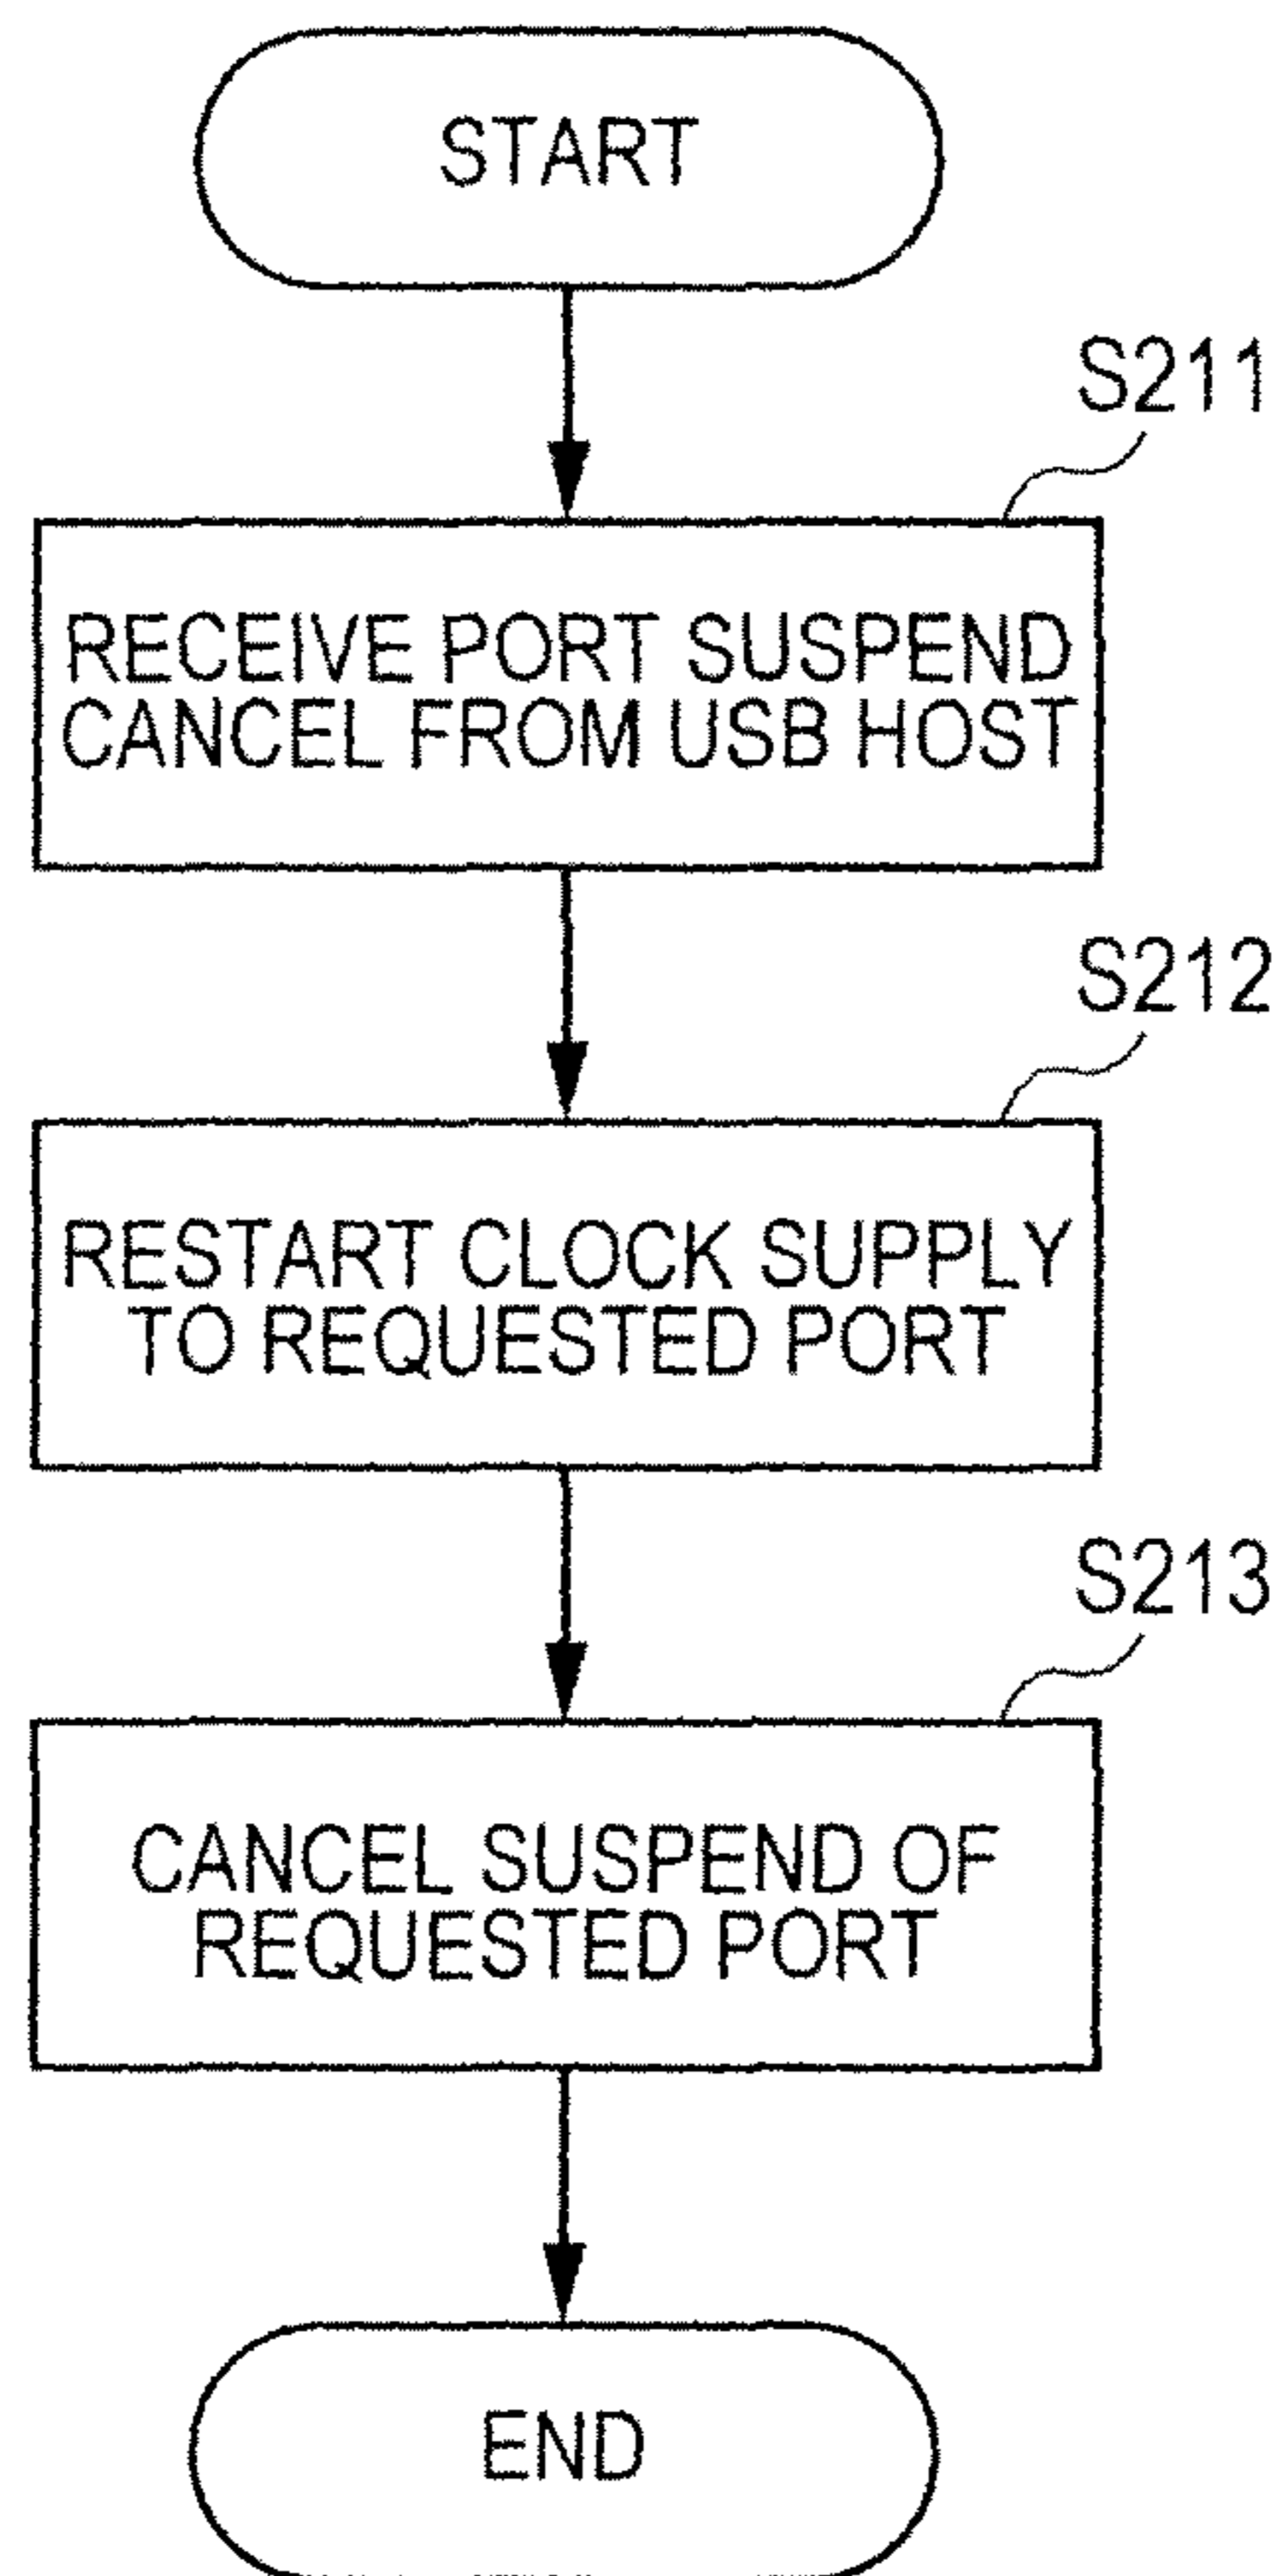 START
S211
RECEIVE PORT SUSPEND
CANCEL FROM USB HOST
S212
RESTART CLOCK SUPPLY
TO REQUESTED PORT
S213
CANCEL SUSPEND OF
REQUESTED PORT
END